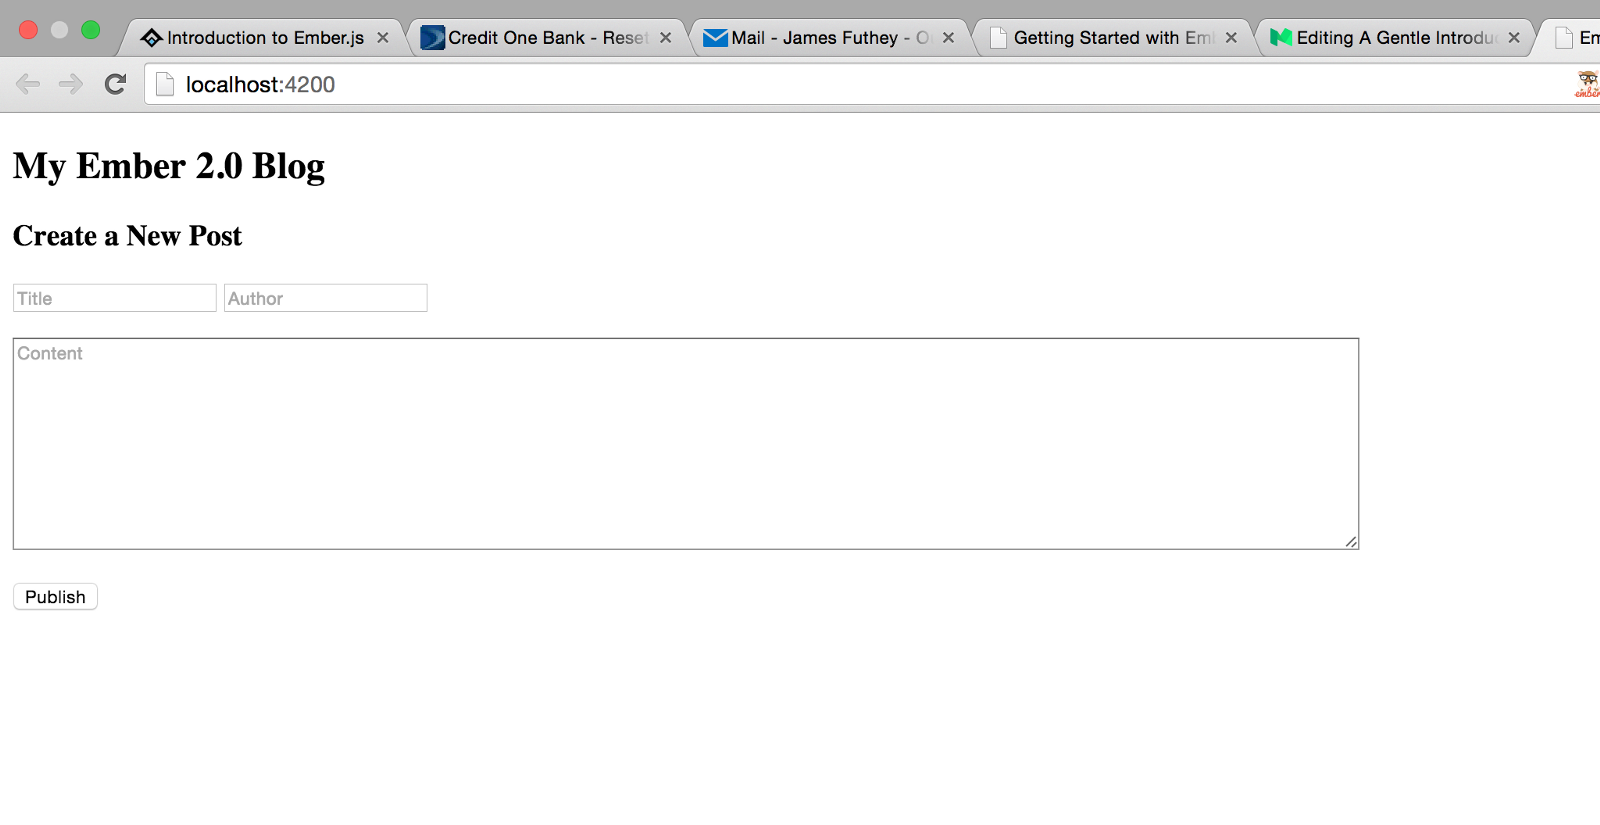 Introduction to Ember.js
Credit One Bank - Reset
Mail - James Futhey - O
Getting Started with Em
Editing A Gentle Introdu
Em
localhost:4200
ember
My Ember 2.0 Blog
Create a New Post
Title
Author
Content
Publish